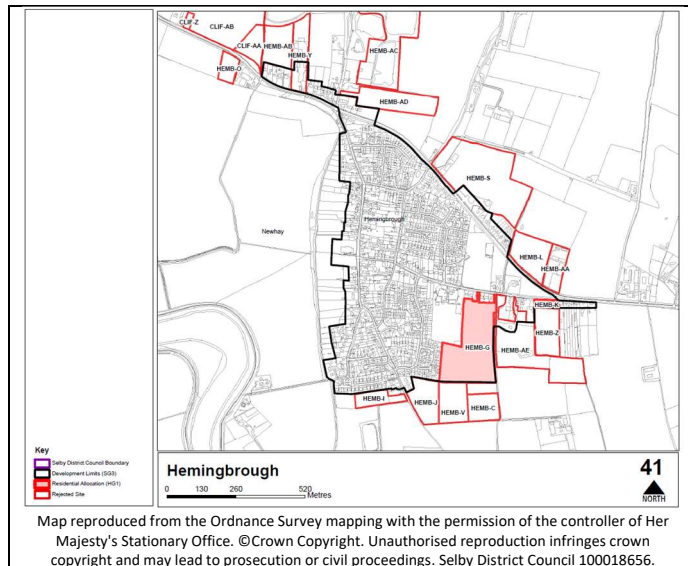 CLIF-Z
CLIF-AB
CLIF-AA
HEMB-AB
HEMB-Y
HEMB-O
HEMB-AC
HEMB-AD
HEMB-S
Hemingbrough
Newhay
HEMB-L
HEMB-AA
HEMB-K
HEMB-Z
HEMB-G
HEMB-AE
HEMB-I
HEMB-J
HEMB-V
HEMB-C
Key
Selby District Council Boundary
Development Limits (SG3)
Residential Allocation (HG1)
Rejected Site
Hemingbrough
0 130 260 520
Metres
41
NORTH
Map reproduced from the Ordnance Survey mapping with the permission of the controller of Her
Majesty's Stationary Office. ©Crown Copyright. Unauthorised reproduction infringes crown
copyright and may lead to prosecution or civil proceedings. Selby District Council 100018656.